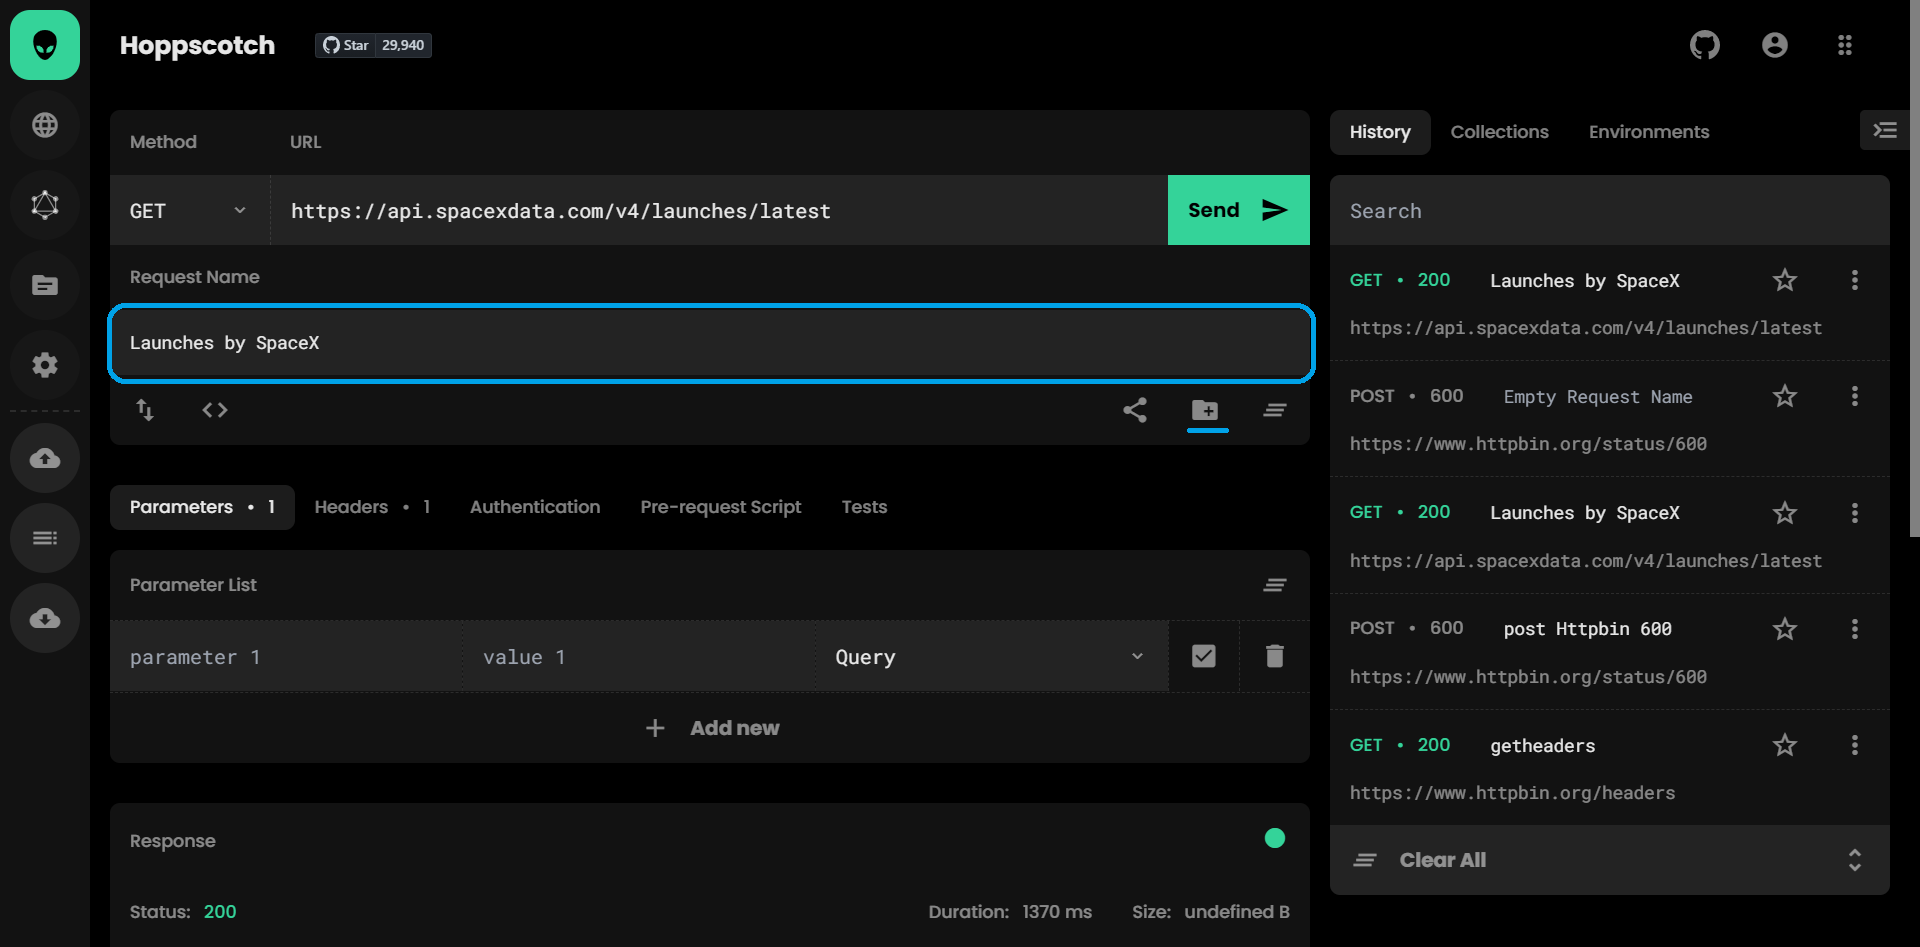 Hoppscotch
Star 29,940
Method URL
GET https://api.spacexdata.com/v4/launches/latest Send
Request Name
Launches by SpaceX
Parameters • 1 Headers • 1 Authentication Pre-request Script Tests
Parameter List
parameter 1 value 1 Query
Add new
Response
Status: 200 Duration: 1370 ms Size: undefined B
History Collections Environments
Search
GET • 200 Launches by SpaceX
https://api.spacexdata.com/v4/launches/latest
POST • 600 Empty Request Name
https://www.httpbin.org/status/600
GET • 200 Launches by SpaceX
https://api.spacexdata.com/v4/launches/latest
POST • 600 post Httpbin 600
https://www.httpbin.org/status/600
GET • 200 getheaders
https://www.httpbin.org/headers
Clear All